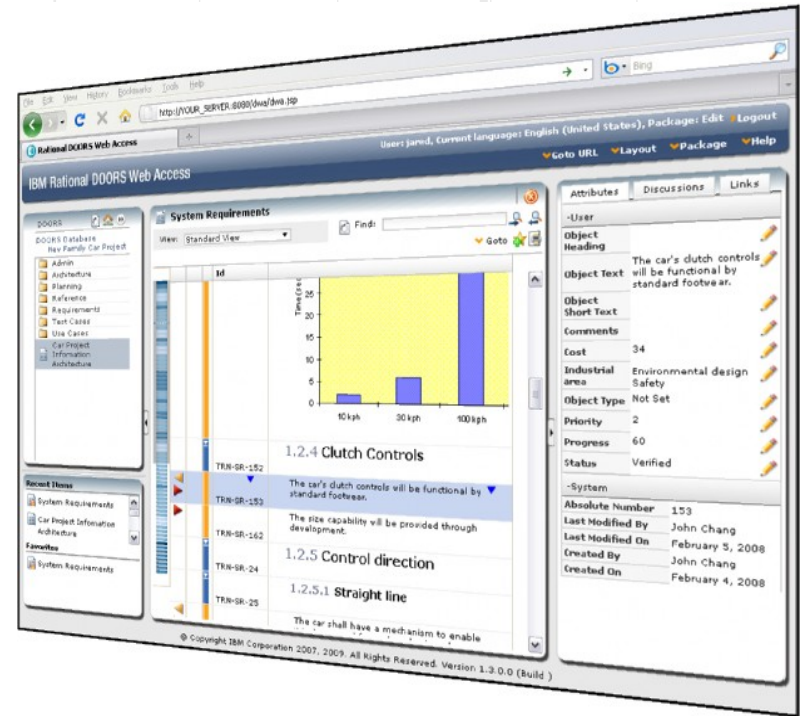 File Edit View History Bookmarks Tools Help
http://YOUR_SERVER:8080/dwa/dwa.jsp
Bing
Rational DOORS Web Access
User: jared, Current language: English (United States), Package: Edit Logout
IBM Rational DOORS Web Access
Goto URL Layout Package Help
DOORS
DOORS Database
New Family Car Project
Admin
Architecture
Planning
Reference
Requirements
Test Cases
Use Cases
Car Project
Information
Architecture
Recent Items
System Requirements
Car Project Information
Architecture
Favorites
System Requirements
System Requirements
View: Standard View
Find:
Goto
Id
25
20
15
10
5
0
10 kph 30 kph 100 kph
1.2.4 Clutch Controls
TRN-SR-152
The car's clutch controls will be functional by
standard footwear.
TRN-SR-153
The size capability will be provided through
development.
TRN-SR-162
1.2.5 Control direction
TRN-SR-24
1.2.5.1 Straight line
TRN-SR-25
The car shall have a mechanism to enable
Attributes Discussions Links
-User
Object
Heading
Object Text The car's clutch controls
will be functional by
standard footwear.
Object
Short Text
Comments
Cost 34
Industrial
area Environmental design
Safety
Object Type Not Set
Priority 2
Progress 60
Status Verified
-System
Absolute Number 153
Last Modified By John Chang
Last Modified On February 5, 2008
Created By John Chang
Created On February 4, 2008
© Copyright IBM Corporation 2007, 2009. All Rights Reserved. Version 1.3.0.0 (Build )